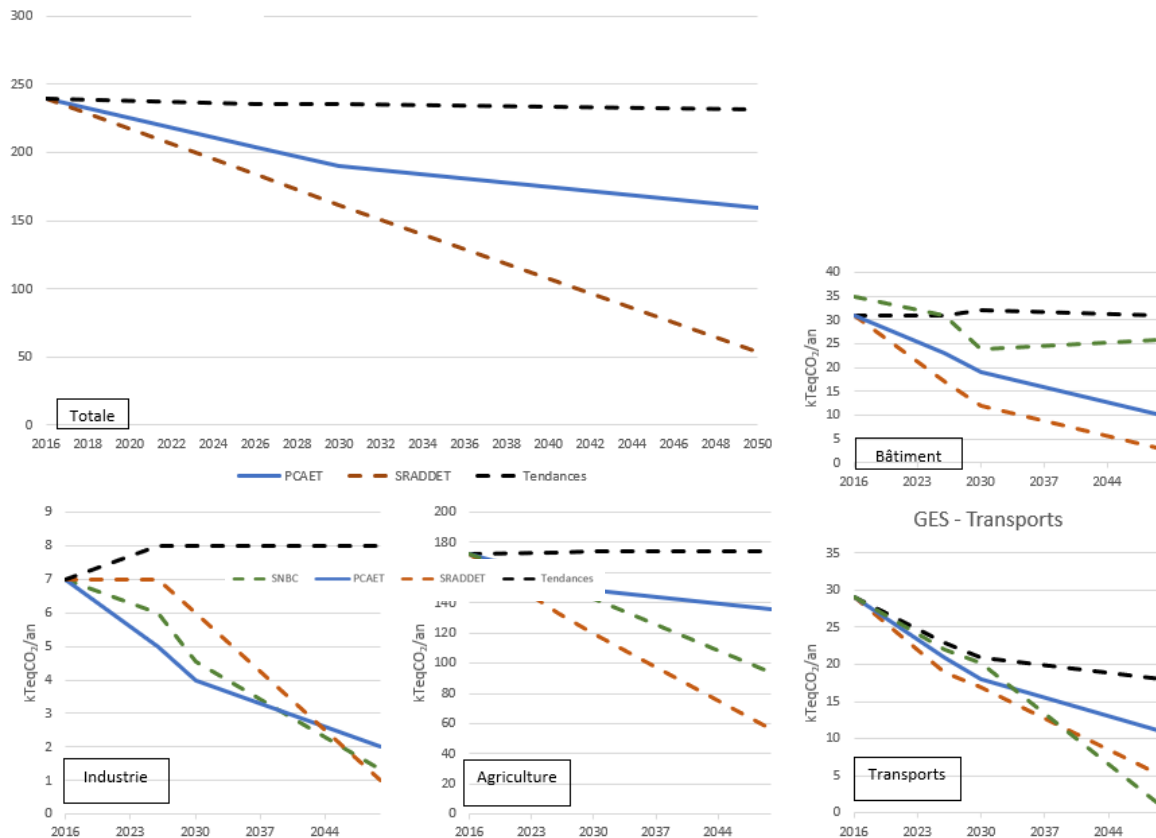 300
250
200
150
100
50
0
Totale
2016 2018 2020 2022 2024 2026 2028 2030 2032 2034 2036 2038 2040 2042 2044 2046 2048 2050
PCAET SRADDET Tendances
40
35
30
25
20
15
10
5
0
kTeqCO₂/an
Bâtiment
2016 2023 2030 2037 2044
9
8
7
6
5
4
3
2
1
0
kTeqCO₂/an
Industrie
2016 2023 2030 2037 2044
SNBC PCAET SRADDET Tendances
200
180
160
140
120
100
80
60
40
20
0
kTeqCO₂/an
Agriculture
2016 2023 2030 2037 2044
GES - Transports
35
30
25
20
15
10
5
0
kTeqCO₂/an
Transports
2016 2023 2030 2037 2044